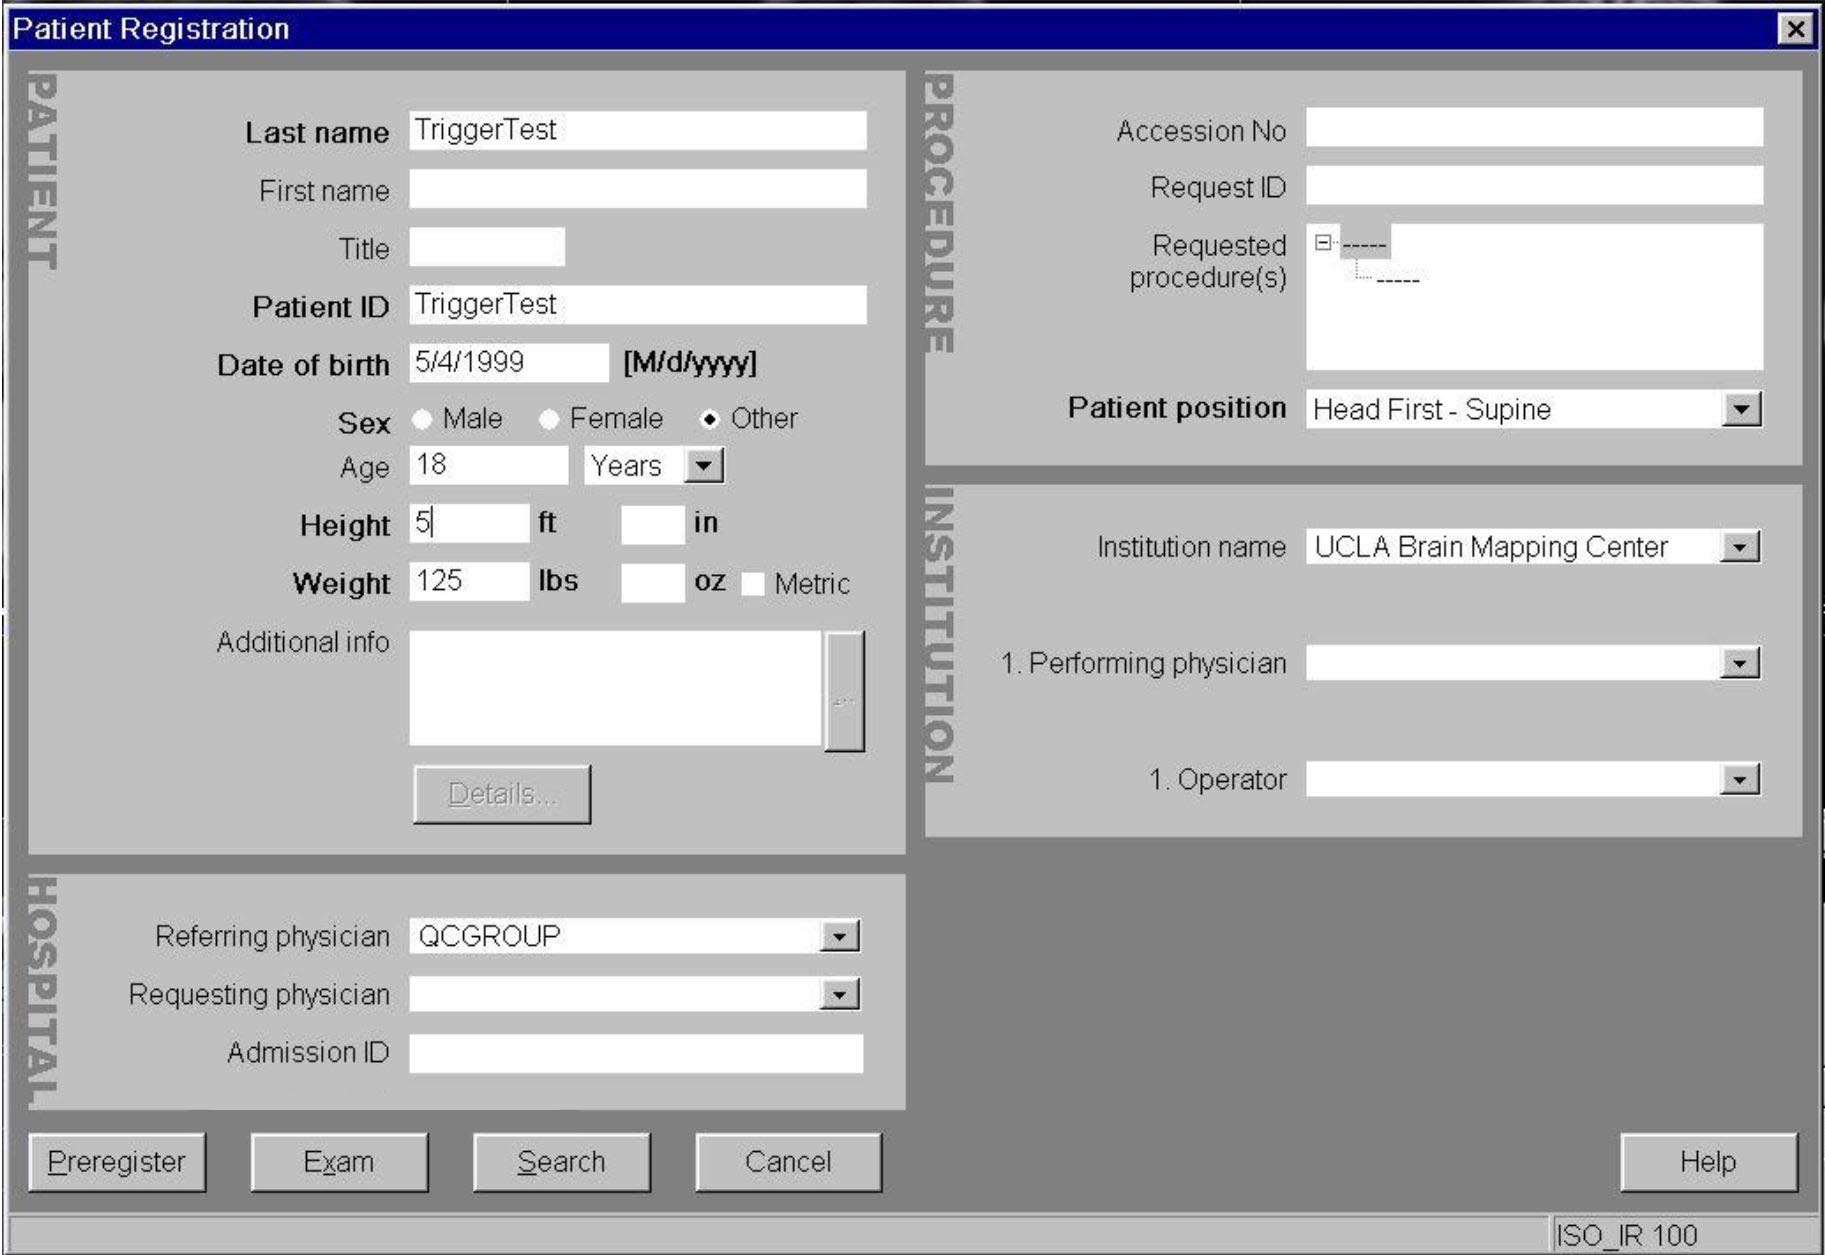 Patient Registration
PATIENT
Last name TriggerTest
First name
Title
Patient ID TriggerTest
Date of birth 5/4/1999 [M/d/yyyy]
Sex Male Female Other
Age 18 Years
Height 5 ft in
Weight 125 lbs oz Metric
Additional info
...
Details...
HOSPITAL
Referring physician QCGROUP
Requesting physician
Admission ID
PROCEDURE
Accession No
Request ID
Requested
procedure(s)
-----
-----
Patient position Head First - Supine
INSTITUTION
Institution name UCLA Brain Mapping Center
1. Performing physician
1. Operator
Preregister Exam Search Cancel Help
ISO_IR 100